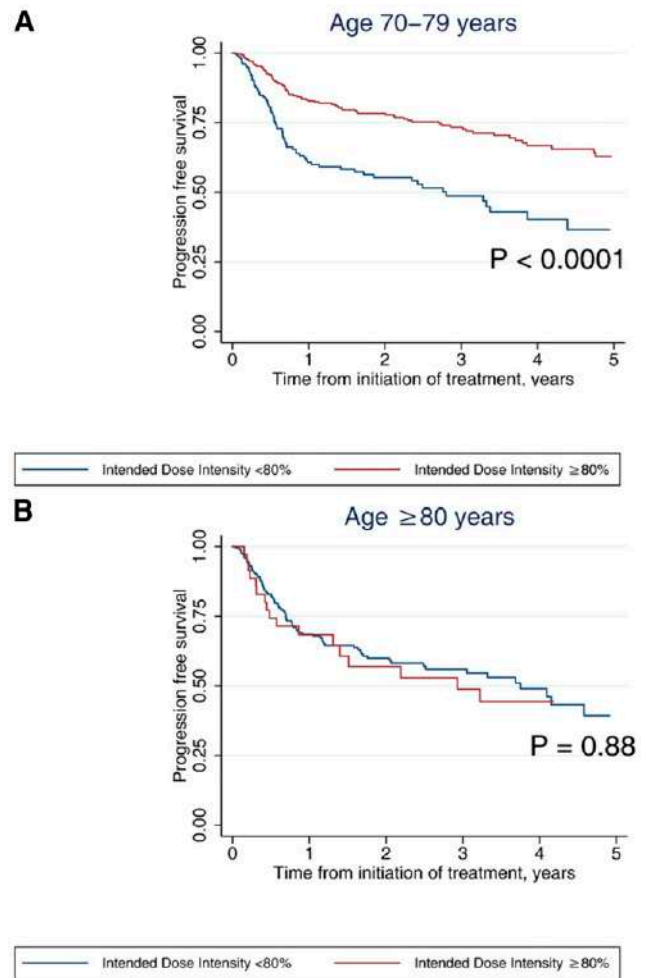 A
Age 70–79 years
Progression free survival
1.00
0.75
0.50
0.25
0.00
P < 0.0001
0 1 2 3 4 5
Time from initiation of treatment, years
Intended Dose Intensity <80% Intended Dose Intensity ≥80%
B
Age ≥80 years
Progression free survival
1.00
0.75
0.50
0.25
0.00
P = 0.88
0 1 2 3 4 5
Time from initiation of treatment, years
Intended Dose Intensity <80% Intended Dose Intensity ≥80%